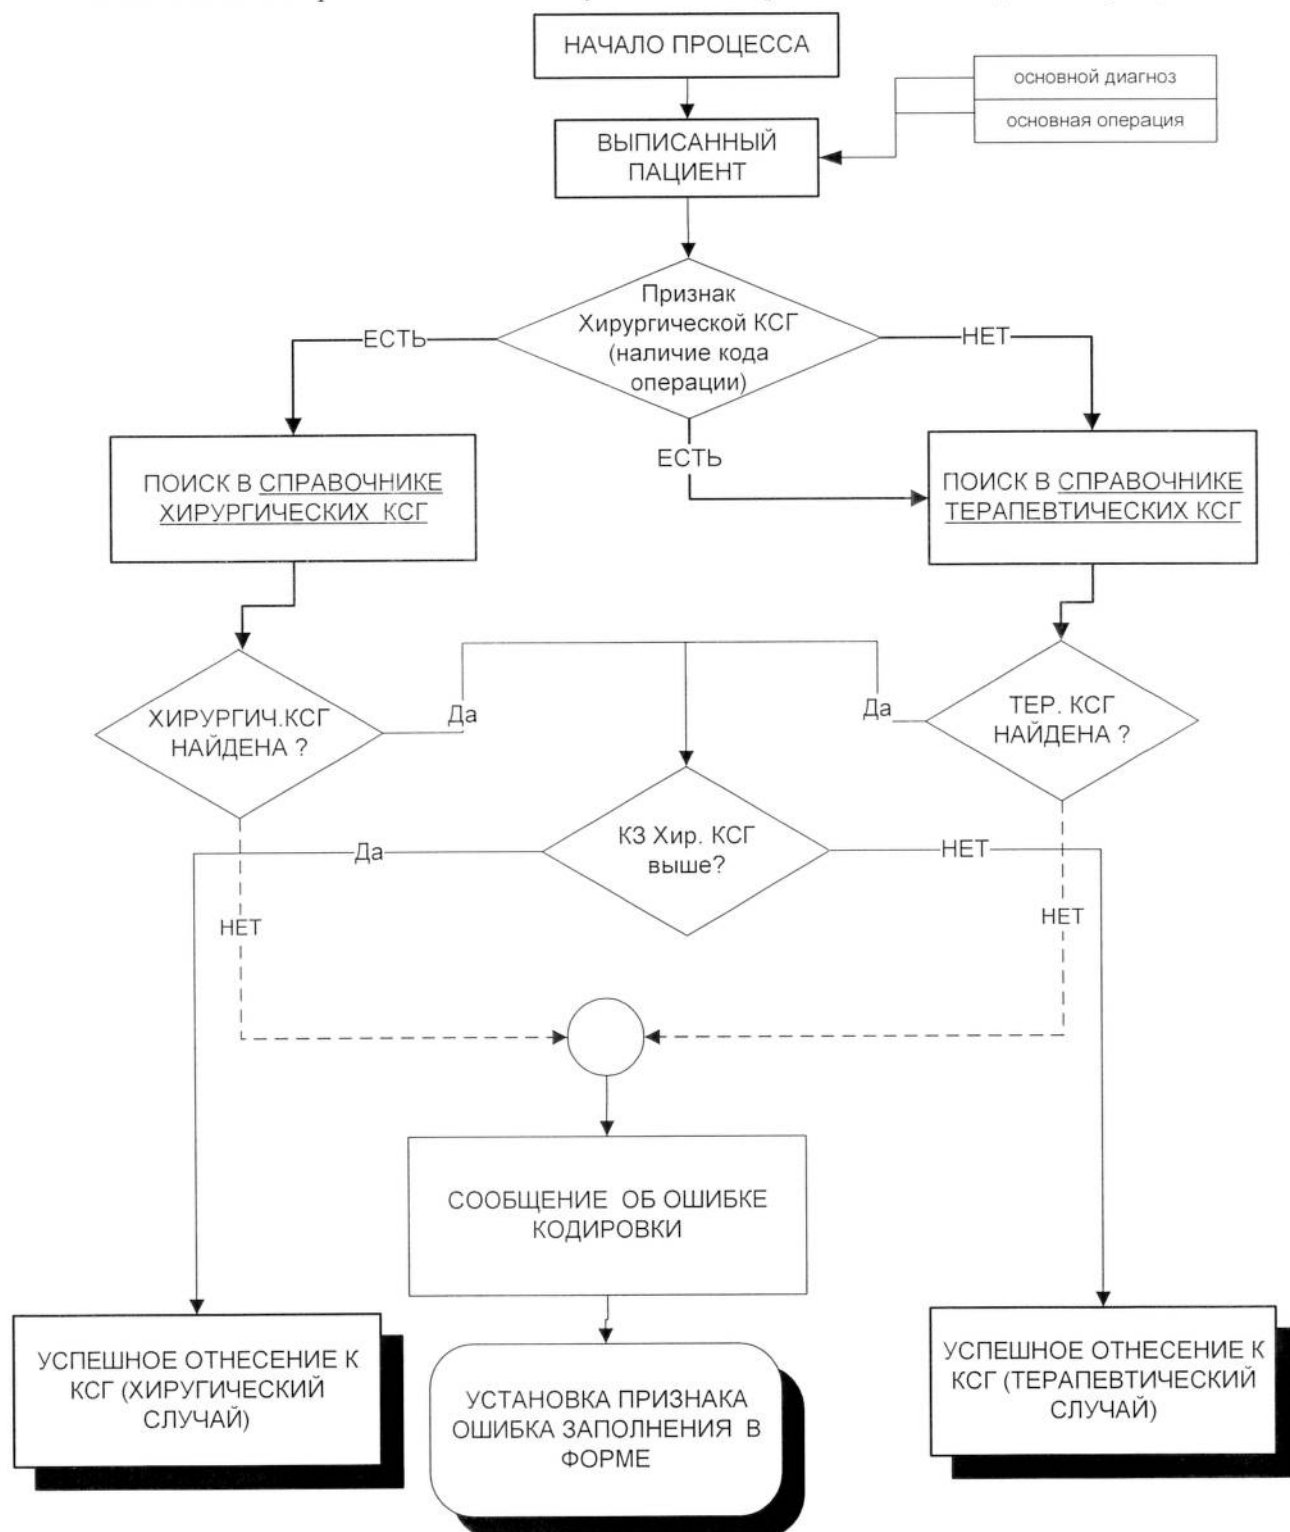 НАЧАЛО ПРОЦЕССА
основной диагноз
основная операция
ВЫПИСАННЫЙ
ПАЦИЕНТ
Признак
Хирургической КСГ
(наличие кода
операции)
ЕСТЬ
НЕТ
ЕСТЬ
ПОИСК В СПРАВОЧНИКЕ
ХИРУРГИЧЕСКИХ КСГ
ПОИСК В СПРАВОЧНИКЕ
ТЕРАПЕВТИЧЕСКИХ КСГ
ХИРУРГИЧ.КСГ
НАЙДЕНА ?
Да
Да
ТЕР. КСГ
НАЙДЕНА ?
КЗ Хир. КСГ
выше?
Да
НЕТ
НЕТ
НЕТ
СООБЩЕНИЕ ОБ ОШИБКЕ
КОДИРОВКИ
УСПЕШНОЕ ОТНЕСЕНИЕ К
КСГ (ХИРУГИЧЕСКИЙ
СЛУЧАЙ)
УСТАНОВКА ПРИЗНАКА
ОШИБКА ЗАПОЛНЕНИЯ В
ФОРМЕ
УСПЕШНОЕ ОТНЕСЕНИЕ К
КСГ (ТЕРАПЕВТИЧЕСКИЙ
СЛУЧАЙ)